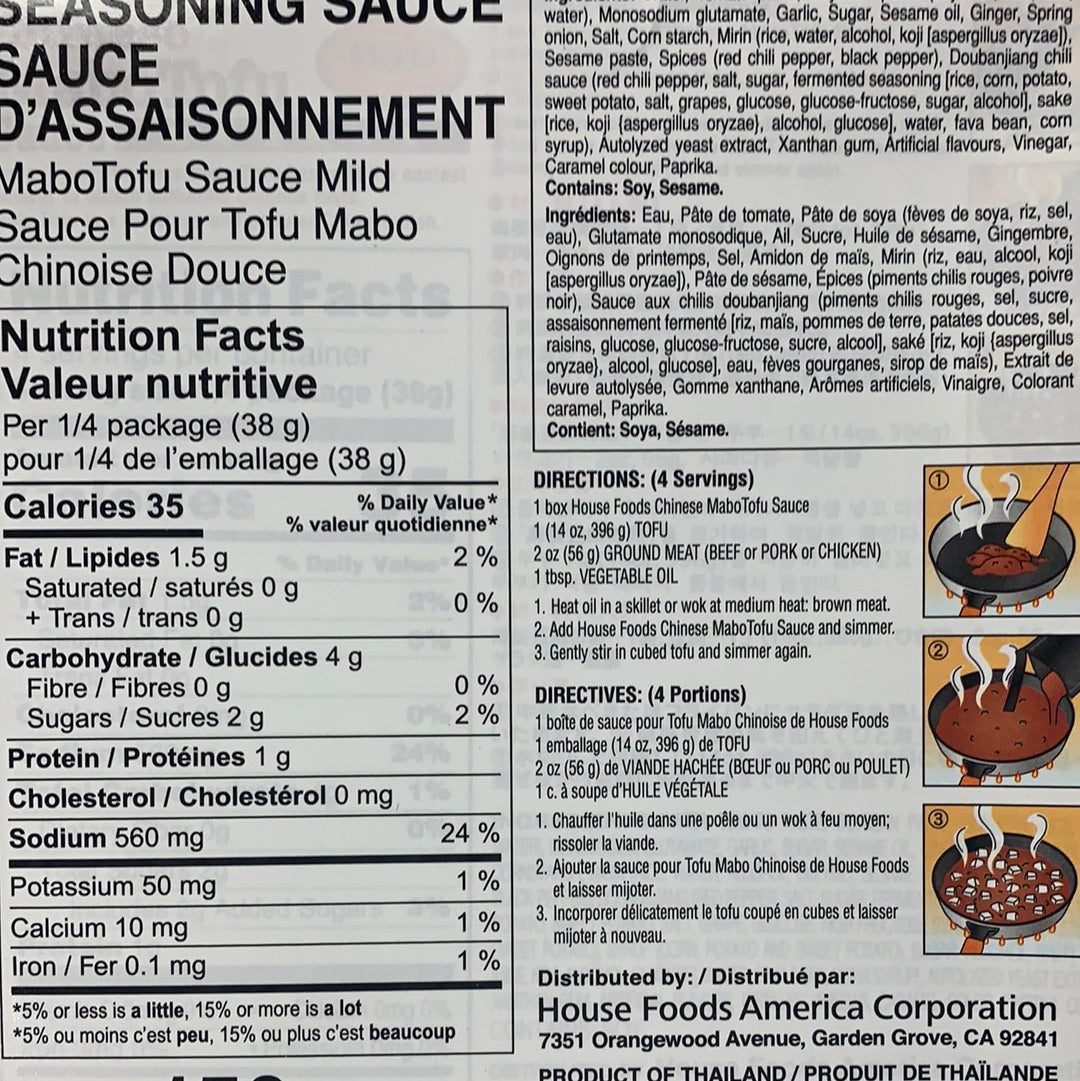 SEASONING SAUCE
SAUCE
D'ASSAISONNEMENT
MaboTofu Sauce Mild
Sauce Pour Tofu Mabo
Chinoise Douce
Nutrition Facts
Valeur nutritive
Per 1/4 package (38 g)
pour 1/4 de l'emballage (38 g)
Calories 35
% Daily Value*
% valeur quotidienne*
Fat / Lipides 1.5 g 2 %
Saturated / saturés 0 g
+ Trans / trans 0 g 0 %
Carbohydrate / Glucides 4 g
Fibre / Fibres 0 g 0 %
Sugars / Sucres 2 g 2 %
Protein / Protéines 1 g
Cholesterol / Cholestérol 0 mg
Sodium 560 mg 24 %
Potassium 50 mg 1 %
Calcium 10 mg 1 %
Iron / Fer 0.1 mg 1 %
*5% or less is a little, 15% or more is a lot
*5% ou moins c'est peu, 15% ou plus c'est beaucoup
water), Monosodium glutamate, Garlic, Sugar, Sesame oil, Ginger, Spring
onion, Salt, Corn starch, Mirin (rice, water, alcohol, koji [aspergillus oryzae]),
Sesame paste, Spices (red chili pepper, black pepper), Doubanjiang chili
sauce (red chili pepper, salt, sugar, fermented seasoning [rice, corn, potato,
sweet potato, salt, grapes, glucose, glucose-fructose, sugar, alcohol], sake
[rice, koji {aspergillus oryzae}, alcohol, glucose], water, fava bean, corn
syrup), Autolyzed yeast extract, Xanthan gum, Artificial flavours, Vinegar,
Caramel colour, Paprika.
Contains: Soy, Sesame.
Ingrédients: Eau, Pâte de tomate, Pâte de soya (fèves de soya, riz, sel,
eau), Glutamate monosodique, Ail, Sucre, Huile de sésame, Gingembre,
Oignons de printemps, Sel, Amidon de maïs, Mirin (riz, eau, alcool, koji
[aspergillus oryzae]), Pâte de sésame, Épices (piments chilis rouges, poivre
noir), Sauce aux chilis doubanjiang (piments chilis rouges, sel, sucre,
assaisonnement fermenté [riz, maïs, pommes de terre, patates douces, sel,
raisins, glucose, glucose-fructose, sucre, alcool], saké [riz, koji {aspergillus
oryzae}, alcool, glucose], eau, fèves gourganes, sirop de maïs), Extrait de
levure autolysée, Gomme xanthane, Arômes artificiels, Vinaigre, Colorant
caramel, Paprika.
Contient: Soya, Sésame.
DIRECTIONS: (4 Servings)
1 box House Foods Chinese MaboTofu Sauce
1 (14 oz, 396 g) TOFU
2 oz (56 g) GROUND MEAT (BEEF or PORK or CHICKEN)
1 tbsp. VEGETABLE OIL
1. Heat oil in a skillet or wok at medium heat: brown meat.
2. Add House Foods Chinese MaboTofu Sauce and simmer.
3. Gently stir in cubed tofu and simmer again.
DIRECTIVES: (4 Portions)
1 boîte de sauce pour Tofu Mabo Chinoise de House Foods
1 emballage (14 oz, 396 g) de TOFU
2 oz (56 g) de VIANDE HACHÉE (BŒUF ou PORC ou POULET)
1 c. à soupe d'HUILE VÉGÉTALE
1. Chauffer l'huile dans une poêle ou un wok à feu moyen;
rissoler la viande.
2. Ajouter la sauce pour Tofu Mabo Chinoise de House Foods
et laisser mijoter.
3. Incorporer délicatement le tofu coupé en cubes et laisser
mijoter à nouveau.
1
2
3
Distributed by: / Distribué par:
House Foods America Corporation
7351 Orangewood Avenue, Garden Grove, CA 92841
PRODUCT OF THAILAND / PRODUIT DE THAÏLANDE